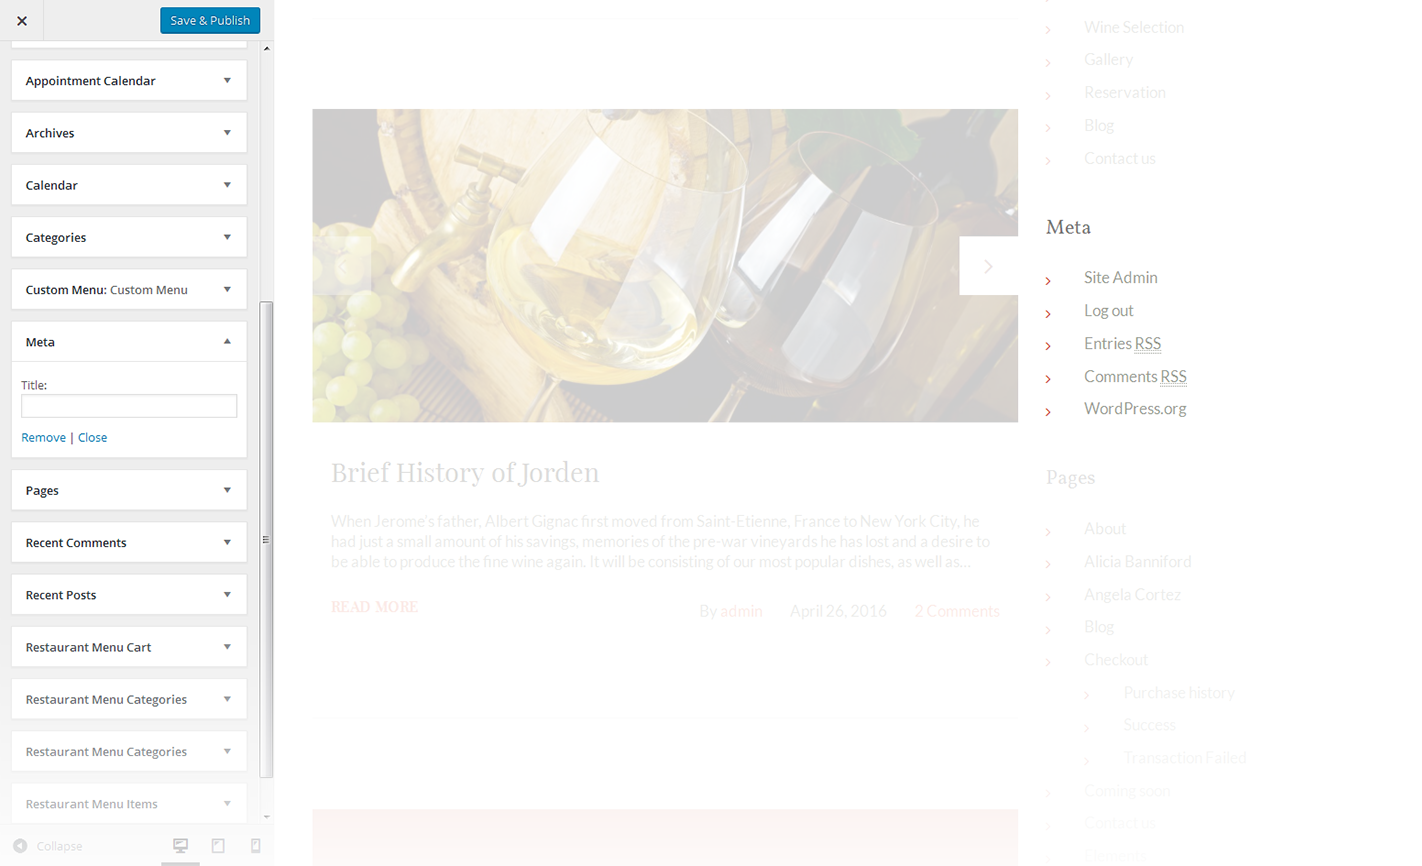 Save & Publish
Appointment Calendar
Archives
Calendar
Categories
Custom Menu: Custom Menu
Meta
Title:
Remove | Close
Pages
Recent Comments
Recent Posts
Restaurant Menu Cart
Restaurant Menu Categories
Restaurant Menu Categories
Restaurant Menu Items
Collapse
Brief History of Jorden
When Jerome's father, Albert Gignac first moved from Saint-Etienne, France to New York City, he
had just a small amount of his savings, memories of the pre-war vineyards he has lost and a desire to
be able to produce the fine wine again. It will be consisting of our most popular dishes, as well as...
READ MORE
By admin April 26, 2016 2 Comments
Wine Selection
Gallery
Reservation
Blog
Contact us
Meta
Site Admin
Log out
Entries RSS
Comments RSS
WordPress.org
Pages
About
Alicia Banniford
Angela Cortez
Blog
Checkout
Purchase history
Success
Transaction Failed
Coming soon
Contact us
Elements